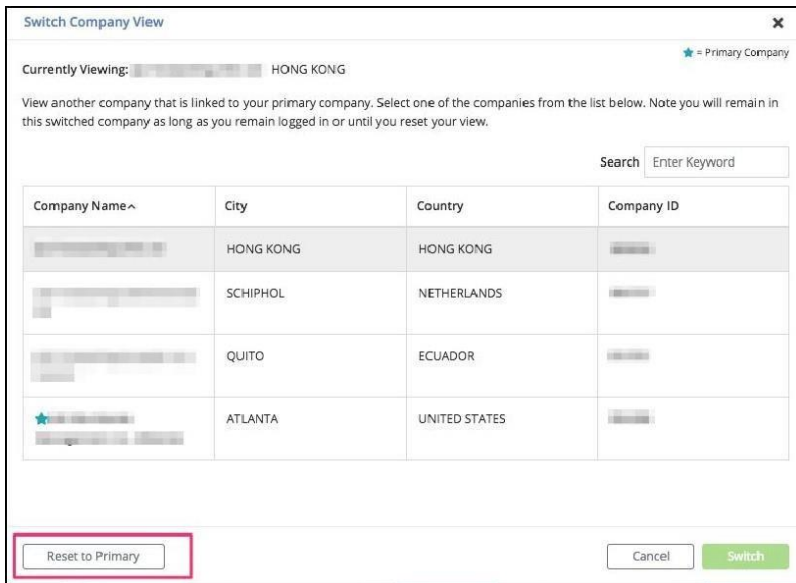 Switch Company View
★ = Primary Company
Currently Viewing: HONG KONG
View another company that is linked to your primary company. Select one of the companies from the list below. Note you will remain in
this switched company as long as you remain logged in or until you reset your view.
Search Enter Keyword
Company Name City Country Company ID
HONG KONG HONG KONG
SCHIPHOL NETHERLANDS
QUITO ECUADOR
ATLANTA UNITED STATES
Reset to Primary Cancel Switch